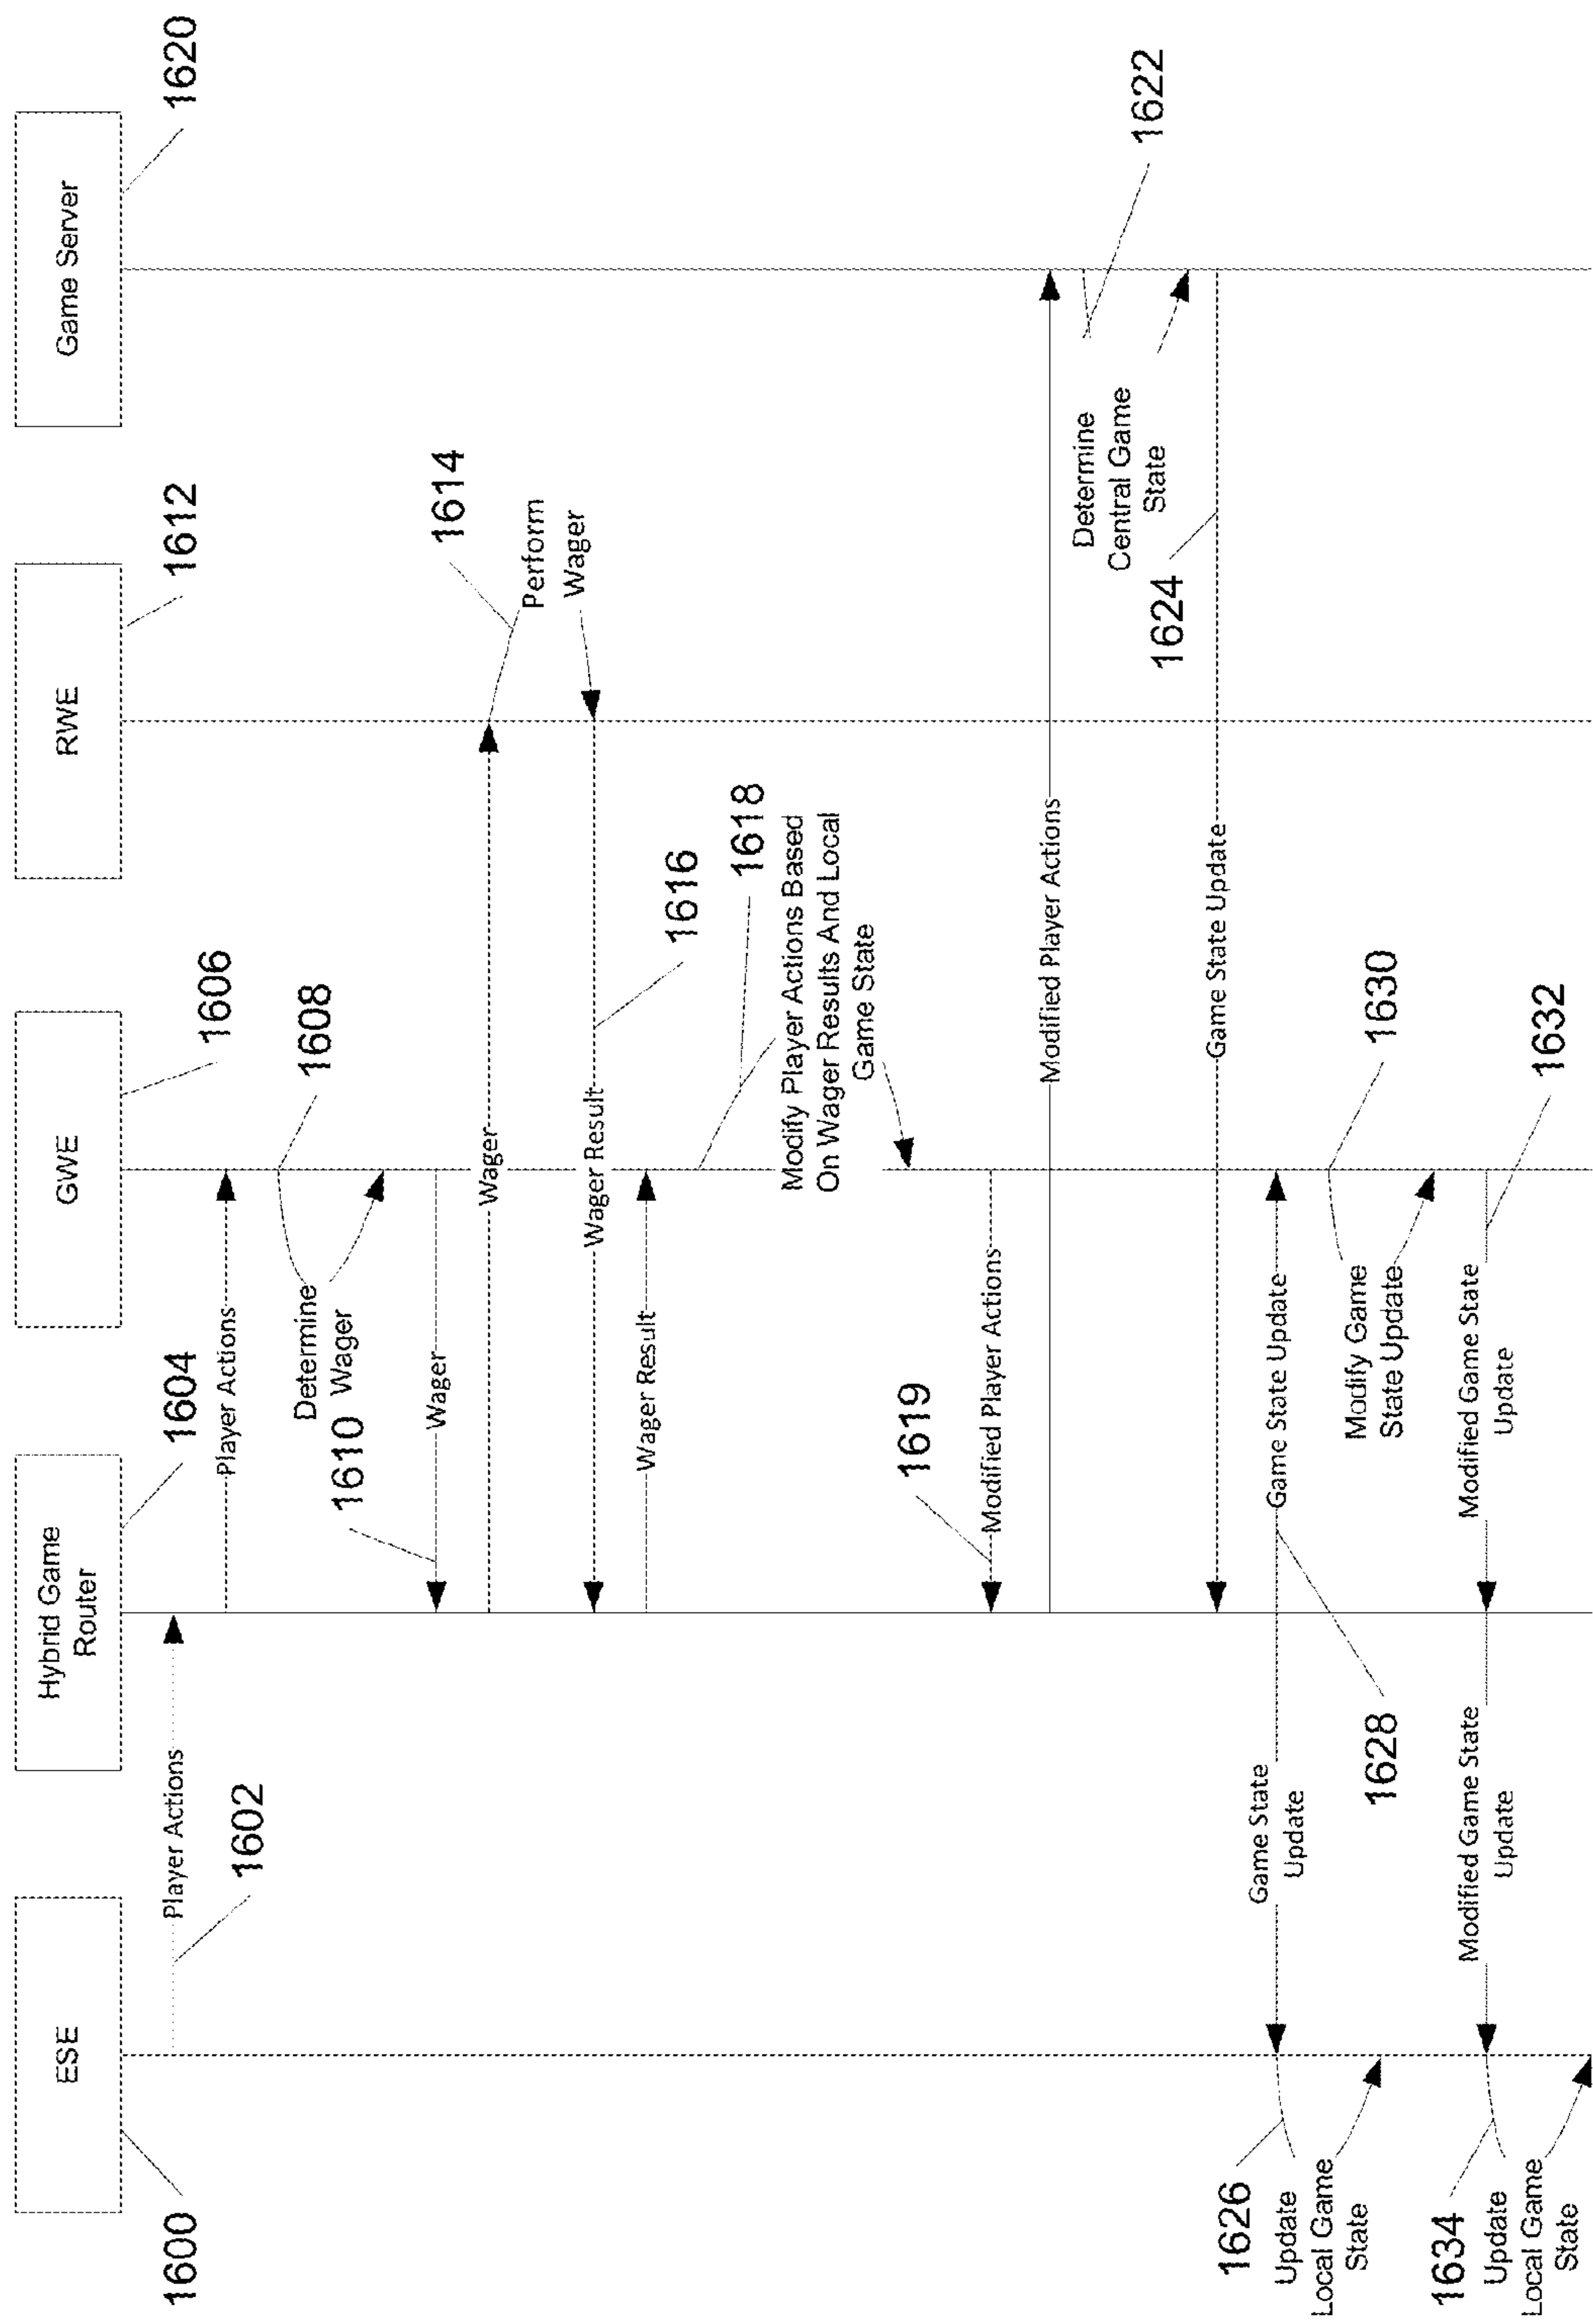 ESE
Hybrid Game
Router
GWE
RWE
Game Server
1600
1604
1606
1612
1620
Player Actions
1602
Player Actions
1608
Determine
Wager
1610
Wager
Wager
1614
Perform
Wager
Wager Result
1616
Wager Result
1618
Modify Player Actions Based
On Wager Results And Local
Game State
1619
Modified Player Actions
Modified Player Actions
1622
Determine
Central Game
State
1624
Game State Update
Game State
Update
Game State Update
1626
Update
Local Game
State
1628
1630
Modify Game
State Update
1632
Modified Game State
Update
Modified Game State
Update
1634
Update
Local Game
State